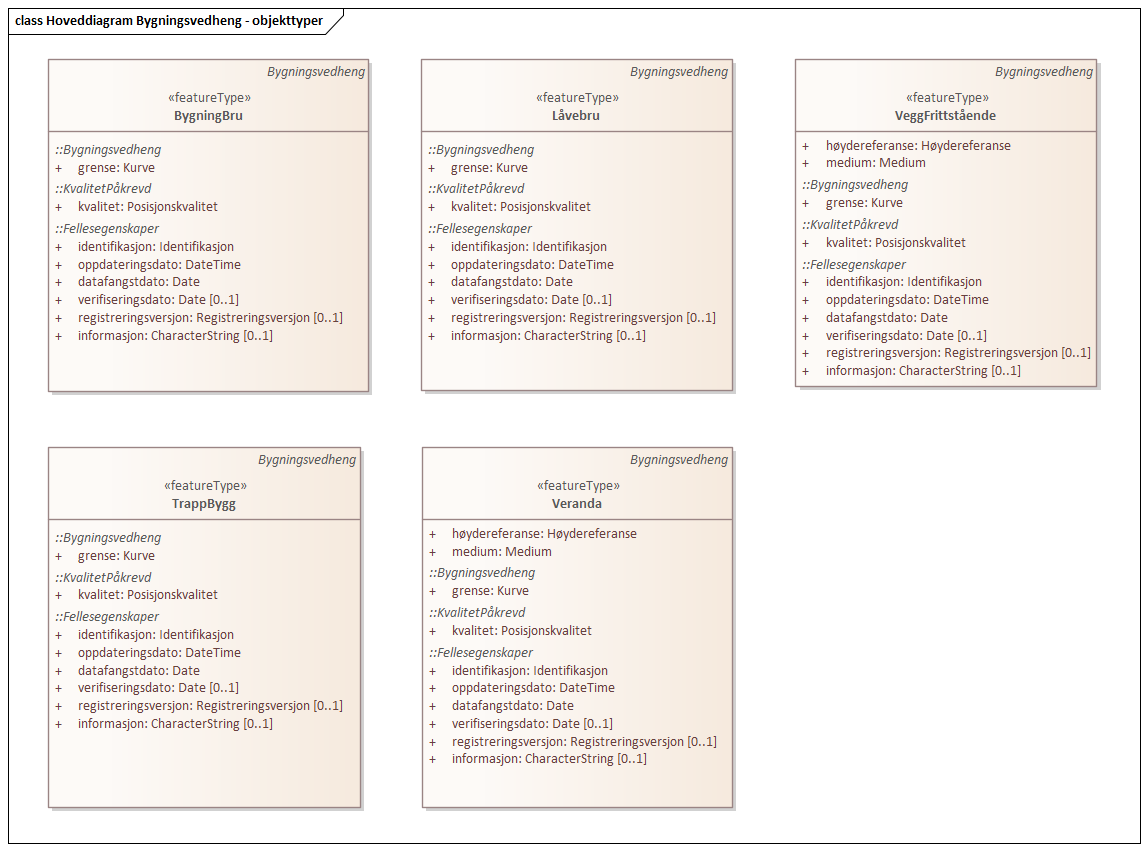 class Hoveddiagram Bygningsvedheng - objekttyper
Bygningsvedheng
«featureType»
BygningBru
::Bygningsvedheng
+ grense: Kurve
::KvalitetPåkrevd
+ kvalitet: Posisjonskvalitet
::Fellesegenskaper
+ identifikasjon: Identifikasjon
+ oppdateringsdato: DateTime
+ datafangstdato: Date
+ verifiseringsdato: Date [0..1]
+ registreringsversjon: Registreringsversjon [0..1]
+ informasjon: CharacterString [0..1]
Bygningsvedheng
«featureType»
Låvebru
::Bygningsvedheng
+ grense: Kurve
::KvalitetPåkrevd
+ kvalitet: Posisjonskvalitet
::Fellesegenskaper
+ identifikasjon: Identifikasjon
+ oppdateringsdato: DateTime
+ datafangstdato: Date
+ verifiseringsdato: Date [0..1]
+ registreringsversjon: Registreringsversjon [0..1]
+ informasjon: CharacterString [0..1]
Bygningsvedheng
«featureType»
VeggFrittstående
+ høydereferanse: Høydereferanse
+ medium: Medium
::Bygningsvedheng
+ grense: Kurve
::KvalitetPåkrevd
+ kvalitet: Posisjonskvalitet
::Fellesegenskaper
+ identifikasjon: Identifikasjon
+ oppdateringsdato: DateTime
+ datafangstdato: Date
+ verifiseringsdato: Date [0..1]
+ registreringsversjon: Registreringsversjon [0..1]
+ informasjon: CharacterString [0..1]
Bygningsvedheng
«featureType»
TrappBygg
::Bygningsvedheng
+ grense: Kurve
::KvalitetPåkrevd
+ kvalitet: Posisjonskvalitet
::Fellesegenskaper
+ identifikasjon: Identifikasjon
+ oppdateringsdato: DateTime
+ datafangstdato: Date
+ verifiseringsdato: Date [0..1]
+ registreringsversjon: Registreringsversjon [0..1]
+ informasjon: CharacterString [0..1]
Bygningsvedheng
«featureType»
Veranda
+ høydereferanse: Høydereferanse
+ medium: Medium
::Bygningsvedheng
+ grense: Kurve
::KvalitetPåkrevd
+ kvalitet: Posisjonskvalitet
::Fellesegenskaper
+ identifikasjon: Identifikasjon
+ oppdateringsdato: DateTime
+ datafangstdato: Date
+ verifiseringsdato: Date [0..1]
+ registreringsversjon: Registreringsversjon [0..1]
+ informasjon: CharacterString [0..1]